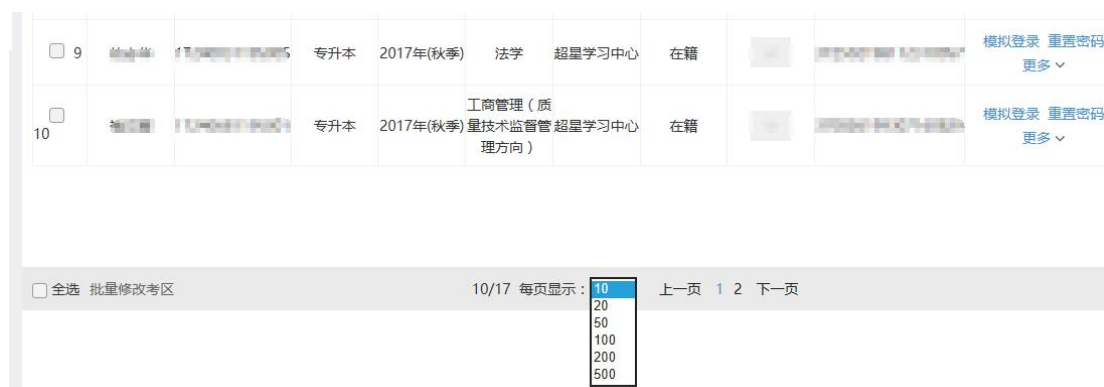 9 专升本 2017年(秋季) 法学 超星学习中心 在籍 模拟登录 重置密码
更多
10 专升本 2017年(秋季) 工商管理(质量技术监督管理方向) 超星学习中心 在籍 模拟登录 重置密码
更多
全选 批量修改考区 10/17 每页显示: 10 上一页 1 2 下一页
20
50
100
200
500